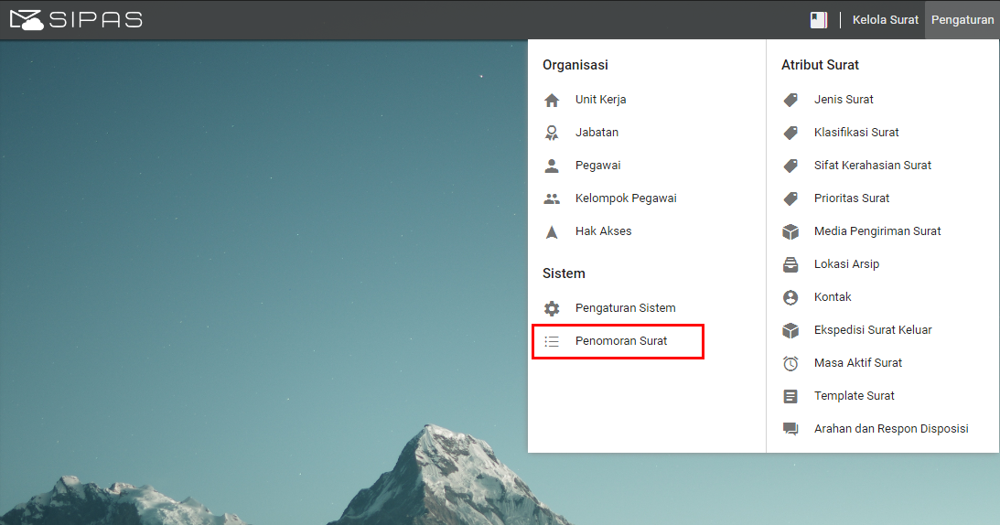 SIPAS
Kelola Surat
Pengaturan
Organisasi
Unit Kerja
Jabatan
Pegawai
Kelompok Pegawai
Hak Akses
Sistem
Pengaturan Sistem
Penomoran Surat
Atribut Surat
Jenis Surat
Klasifikasi Surat
Sifat Kerahasian Surat
Prioritas Surat
Media Pengiriman Surat
Lokasi Arsip
Kontak
Ekspedisi Surat Keluar
Masa Aktif Surat
Template Surat
Arahan dan Respon Disposisi